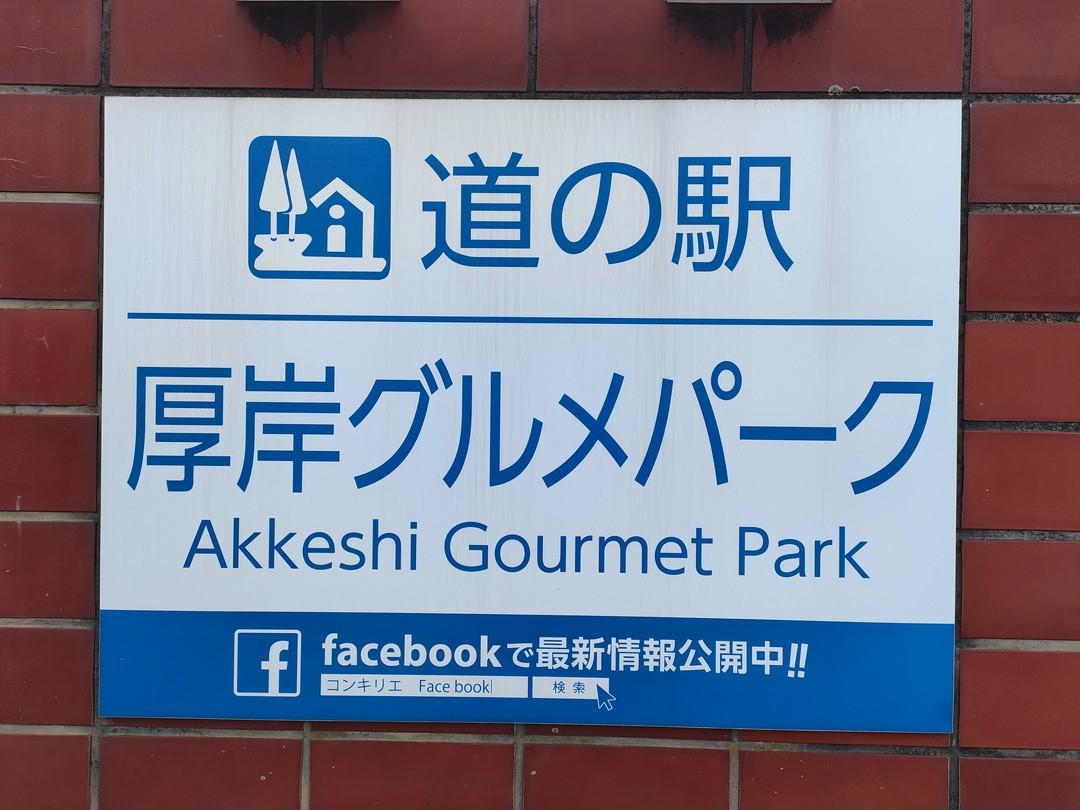 道の駅
厚岸グルメパーク
Akkeshi Gourmet Park
f facebookで最新情報公開中!!
コンキリエ Face book 検索